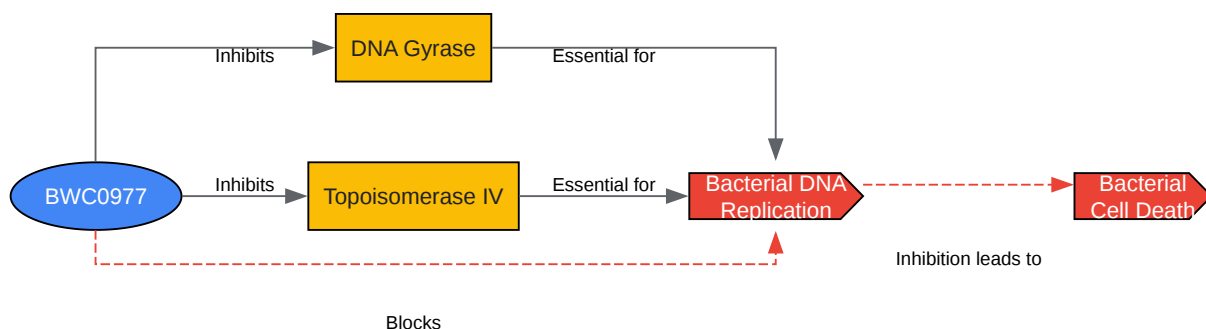 DNA Gyrase
Inhibits
Essential for
BWC0977
Inhibits
Topoisomerase IV
Essential for
Bacterial DNA
Replication
Bacterial
Cell Death
Inhibition leads to
Blocks